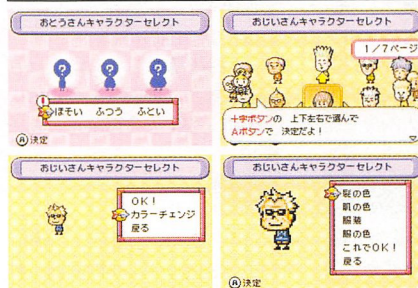 おとうさんキャラクターセレクト
ほそい ふつう ふとい
Ⓐ決定
おじいさんキャラクターセレクト
1/7ページ
十字ボタンの 上下左右で選んで
Aボタンで 決定だよ！
おじいさんキャラクターセレクト
OK！
カラーチェンジ
戻る
おじいさんキャラクターセレクト
髪の色
肌の色
服装
眼の色
これでOK！
戻る
Ⓐ決定